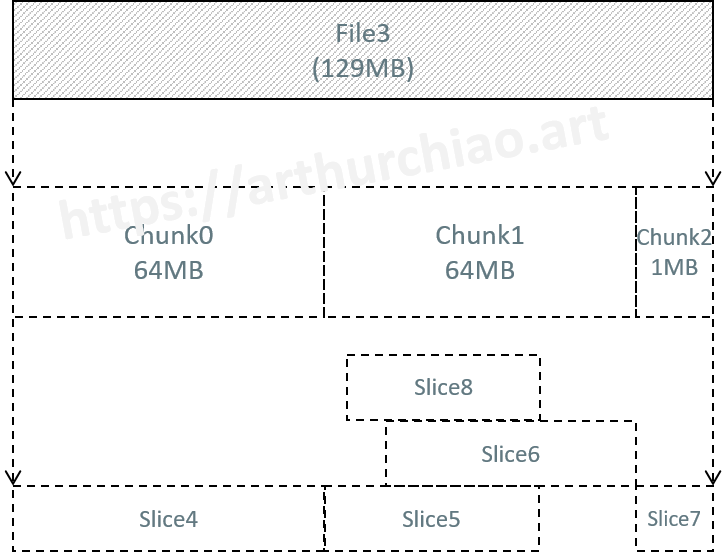 File3
(129MB)
https://arthurchiao.art
Chunk0
64MB
Chunk1
64MB
Chunk2
1MB
Slice8
Slice6
Slice4
Slice5
Slice7